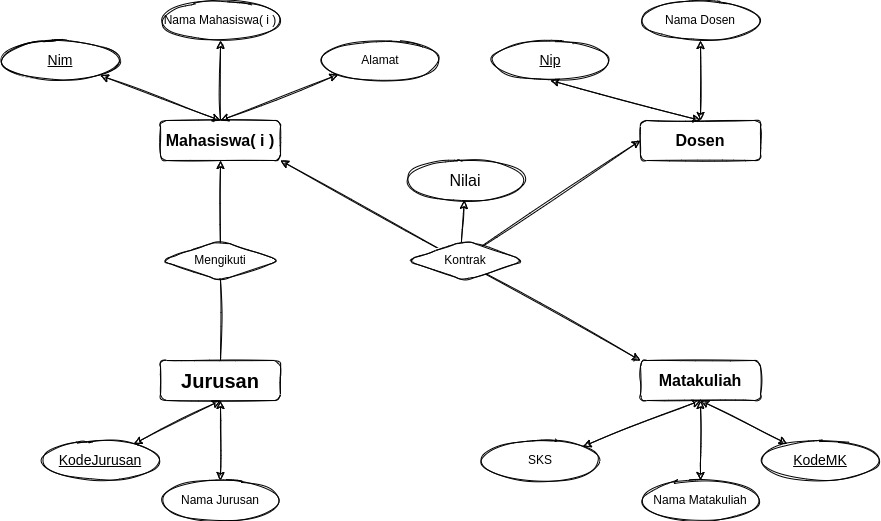 Nama Mahasiswa( i )
Nama Dosen
Nim
Alamat
Nip
Mahasiswa( i )
Dosen
Nilai
Mengikuti
Kontrak
Jurusan
Matakuliah
KodeJurusan
SKS
KodeMK
Nama Jurusan
Nama Matakuliah